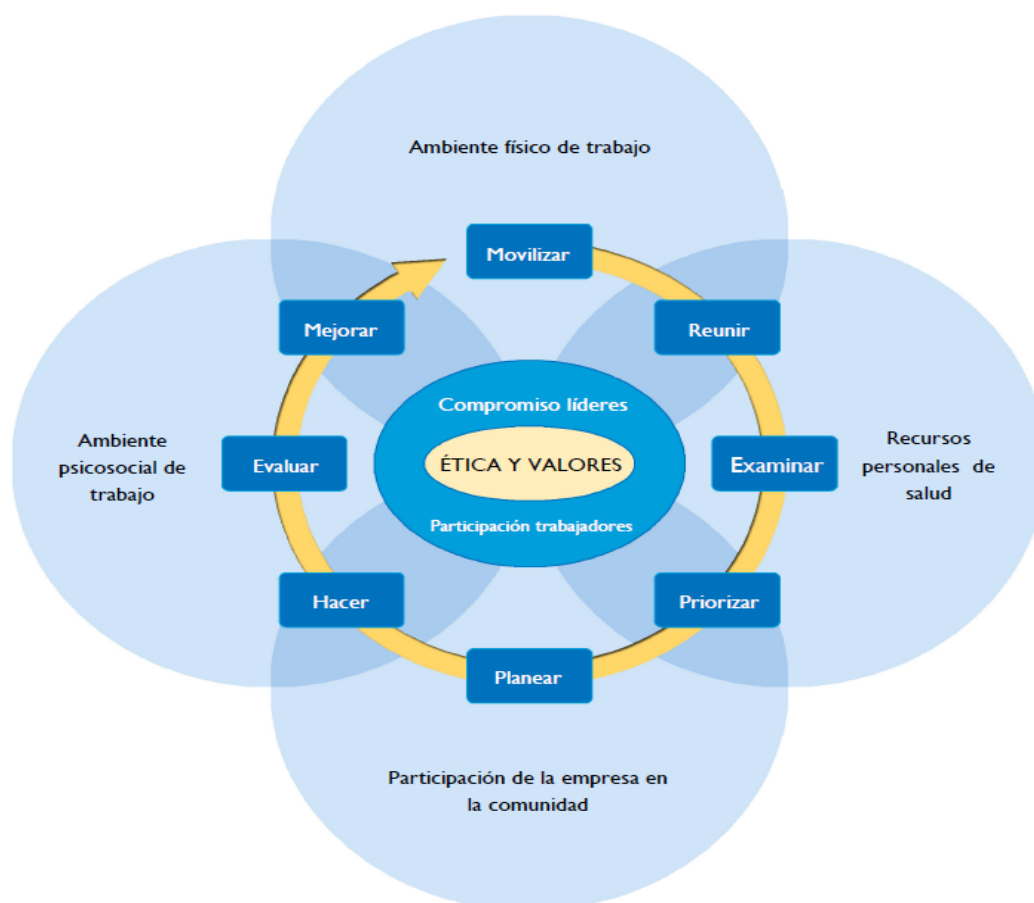 Ambiente físico de trabajo
Movilizar
Mejorar
Reunir
Compromiso líderes
Ambiente
psicosocial de
trabajo
Evaluar
ÉTICA Y VALORES
Examinar
Recursos
personales de
salud
Participación trabajadores
Hacer
Priorizar
Planear
Participación de la empresa en
la comunidad